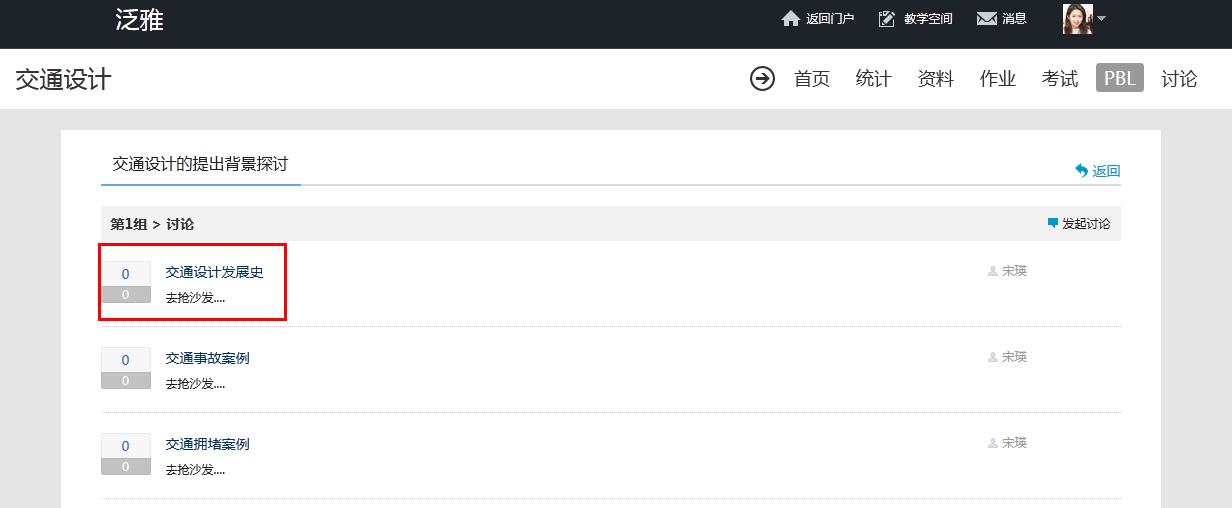 泛雅
返回门户 教学空间 消息
交通设计
首页 统计 资料 作业 考试 PBL 讨论
交通设计的提出背景探讨
返回
第1组 > 讨论 发起讨论
0 交通设计发展史 宋瑛
0 去抢沙发....
0 交通事故案例 宋瑛
0 去抢沙发....
0 交通拥堵案例 宋瑛
0 去抢沙发....